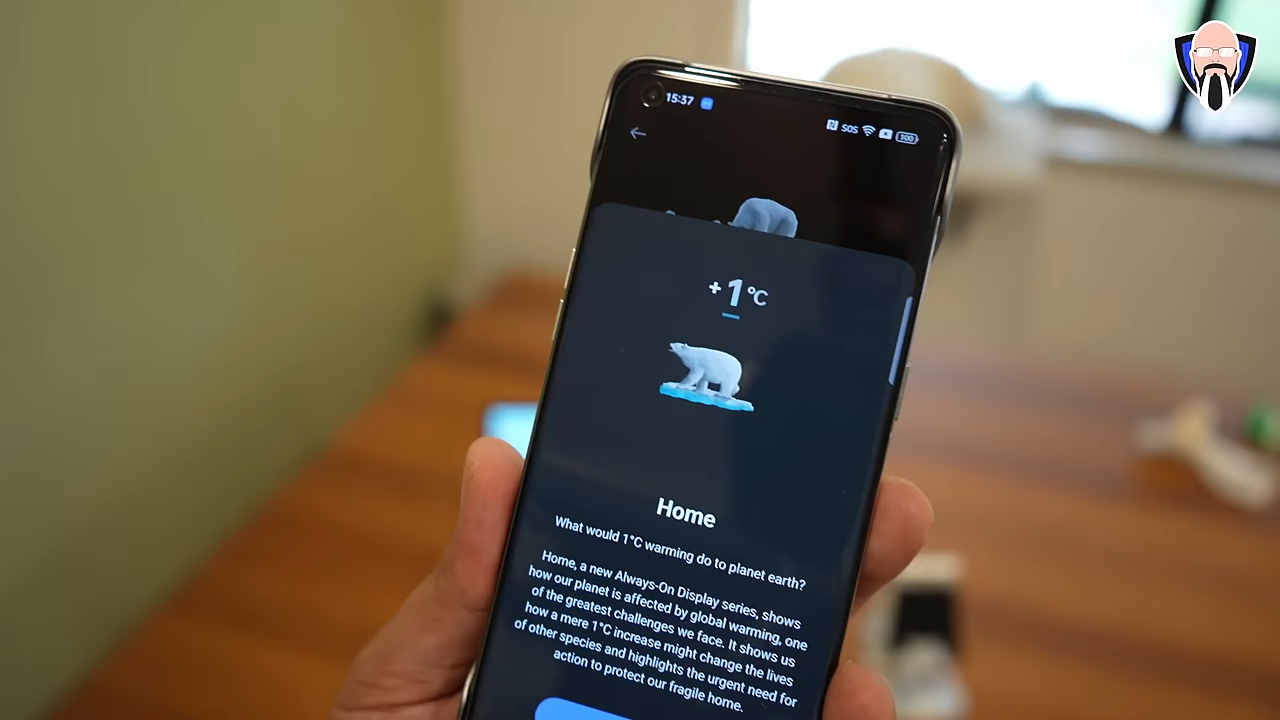 15:37
SOS
100
+1°C
Home
What would 1°C warming do to planet earth?
Home, a new Always-On Display series, shows
how our planet is affected by global warming, one
of the greatest challenges we face. It shows us
how a mere 1°C increase might change the lives
of other species and highlights the urgent need for
action to protect our fragile home.